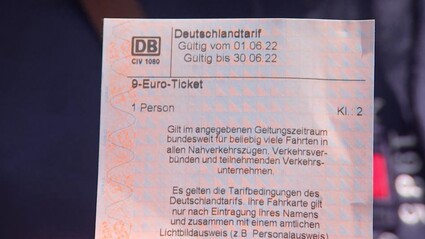 Deutschlandtarif
DB
Gültig vom 01.06.22
CIV 1080
Gültig bis 30.06.22
9-Euro-Ticket
1 Person Kl.: 2
Gilt im angegebenen Geltungszeitraum
bundesweit für beliebig viele Fahrten in
allen Nahverkehrszügen, Verkehrsver-
bünden und teilnehmenden Verkehrs-
unternehmen.
Es gelten die Tarifbedingungen des
Deutschlandtarifs. Ihre Fahrkarte gilt
nur nach Eintragung Ihres Namens
und zusammen mit einem amtlichen
Lichtbildausweis (z.B. Personalausweis)